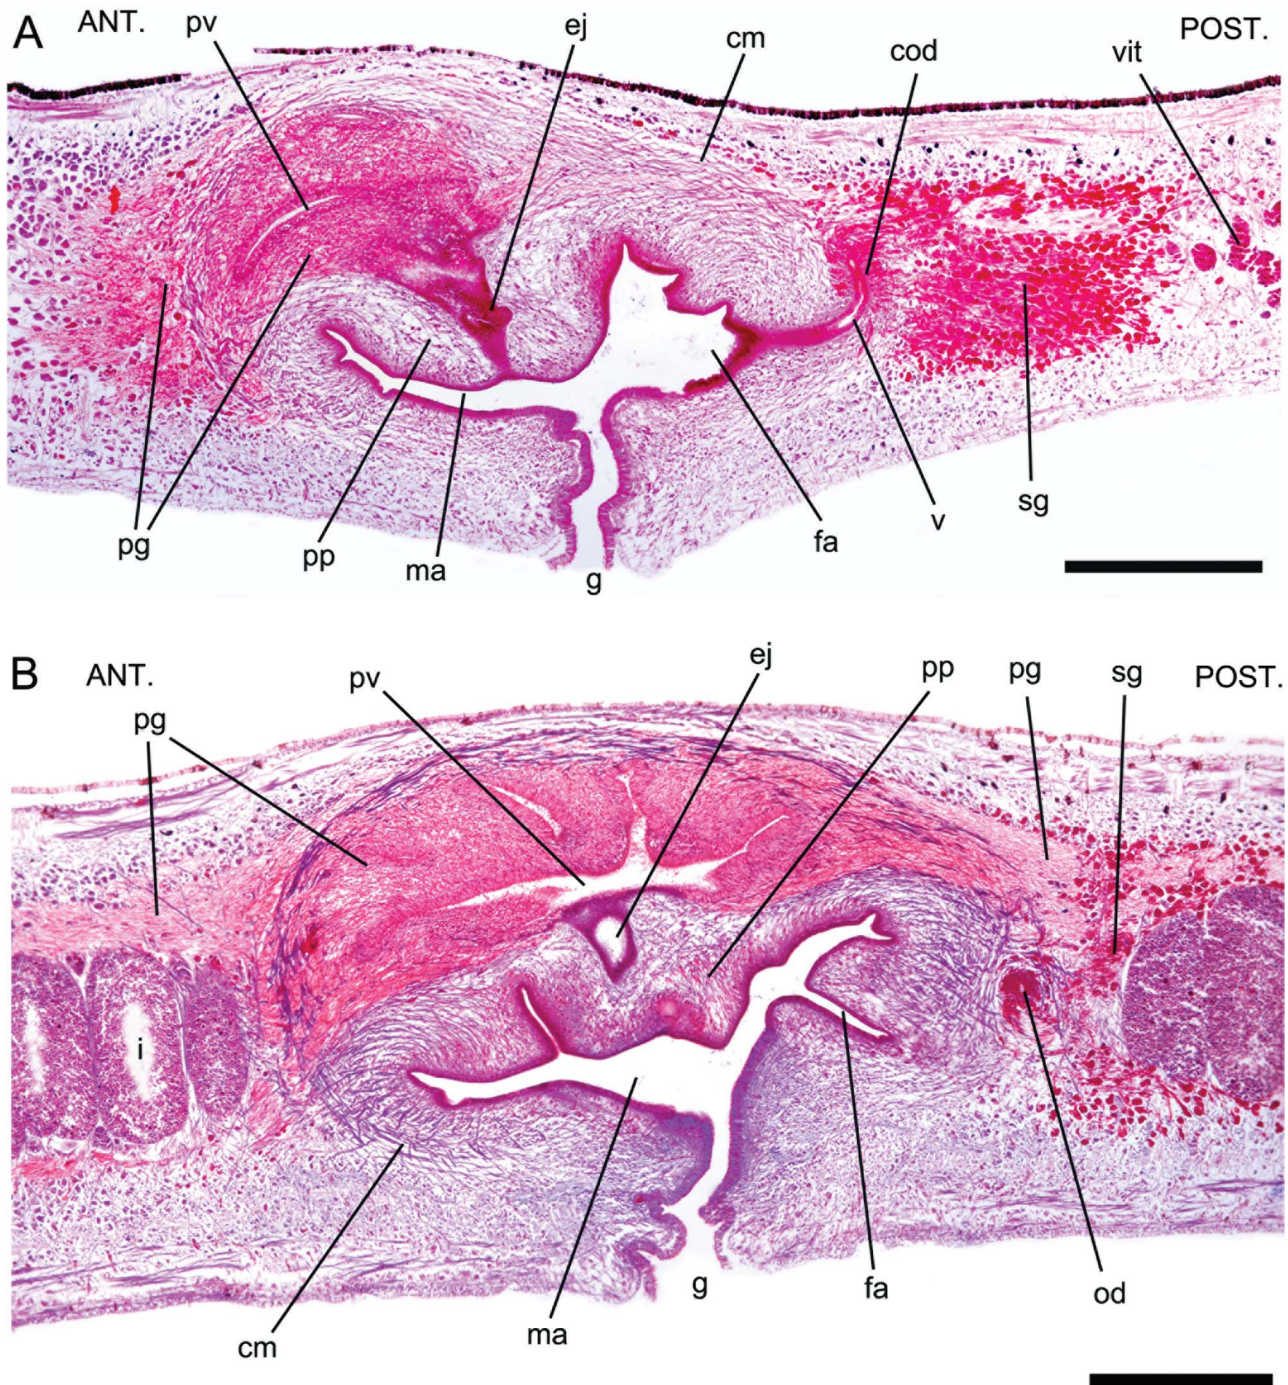 A ANT. pv ej cm cod vit POST.
pg pp ma g fa v sg
B ANT. pv ej pp pg sg POST.
pg
i
cm ma g fa od